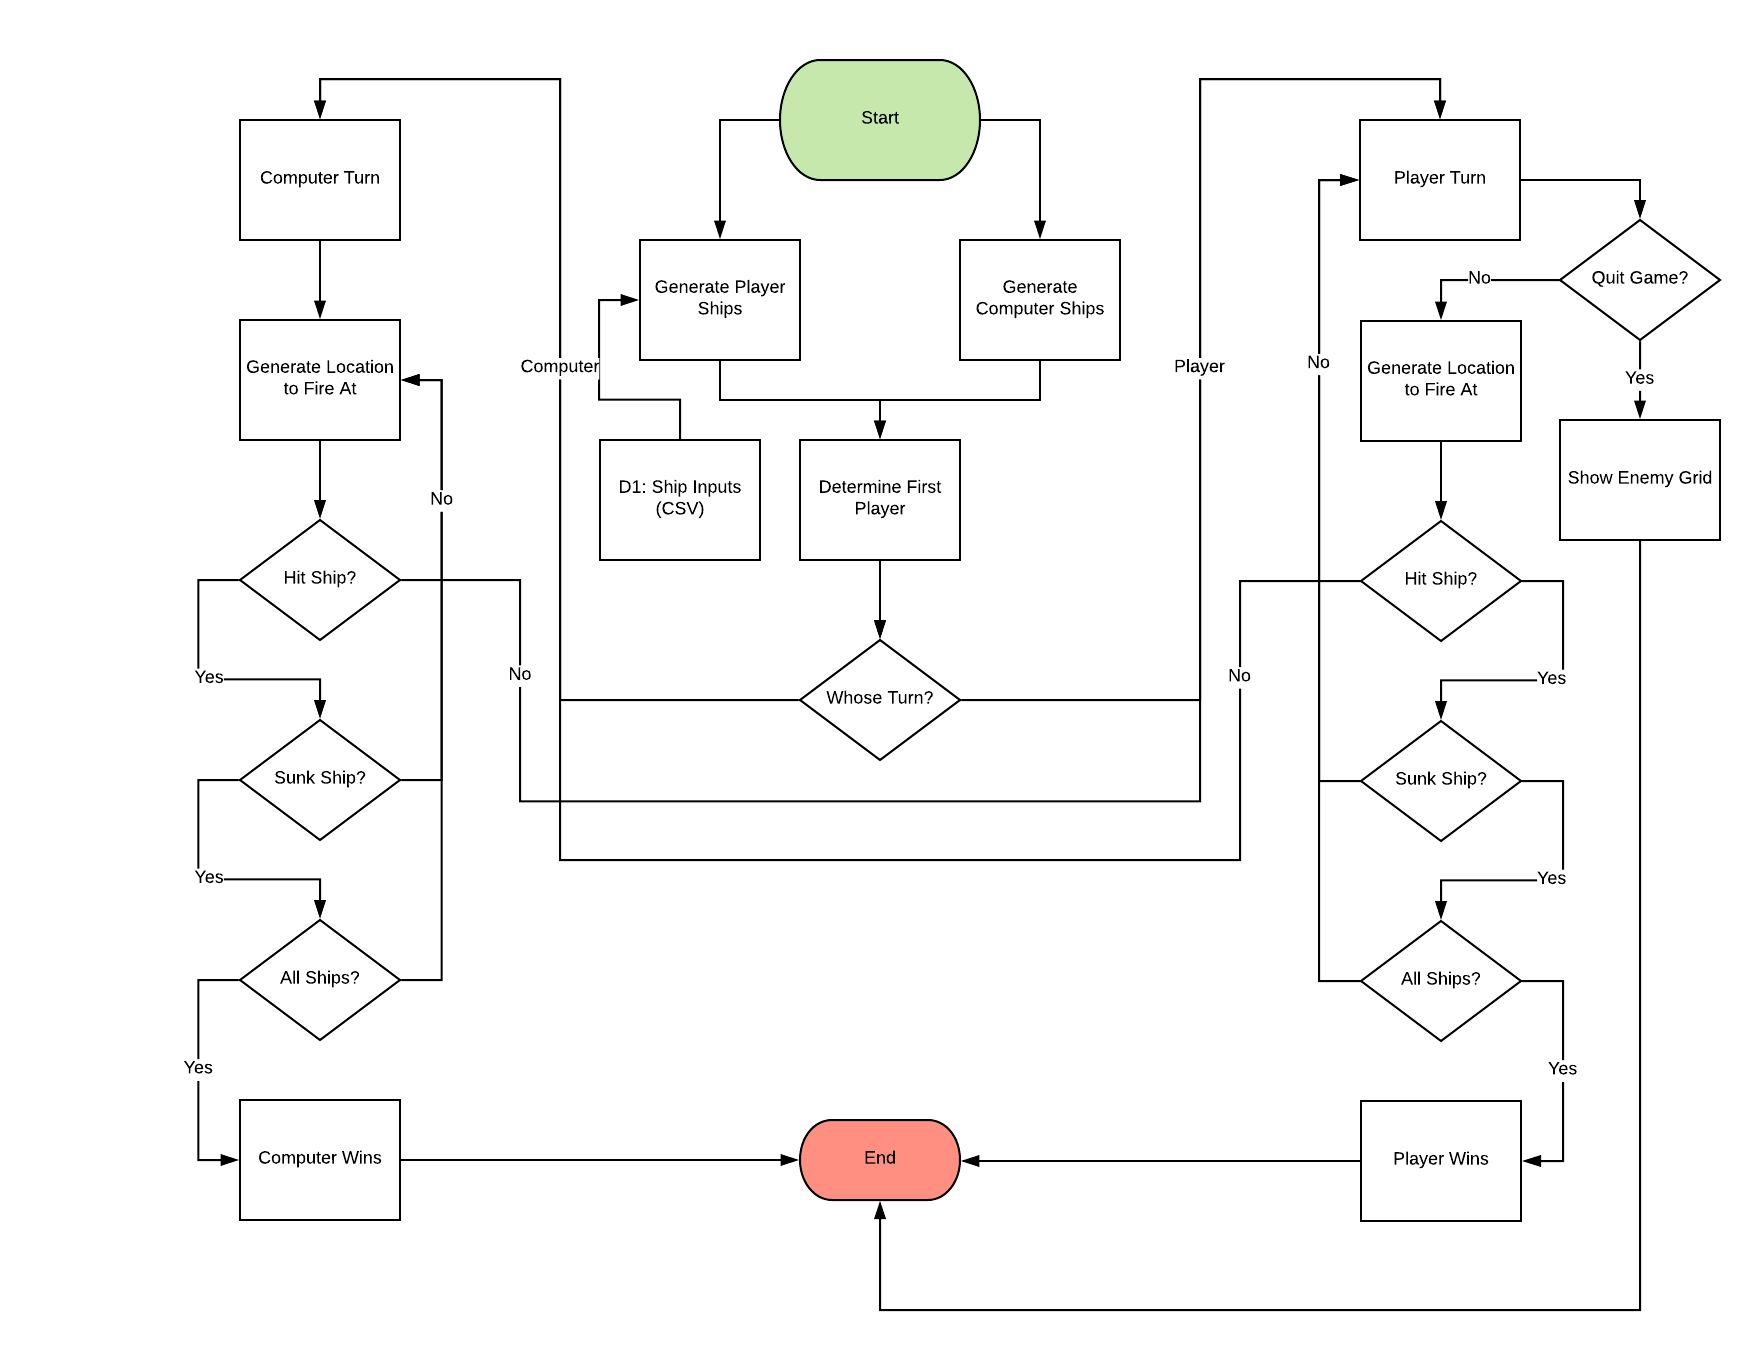 Start
Computer Turn
Player Turn
Generate Player
Ships
Generate
Computer Ships
Quit Game?
No
Computer
Player
No
Generate Location
to Fire At
Generate Location
to Fire At
Yes
No
D1: Ship Inputs
(CSV)
Determine First
Player
Show Enemy Grid
Hit Ship?
Hit Ship?
Yes
No
Whose Turn?
No
Yes
Sunk Ship?
Sunk Ship?
Yes
Yes
All Ships?
All Ships?
Yes
Yes
Computer Wins
End
Player Wins